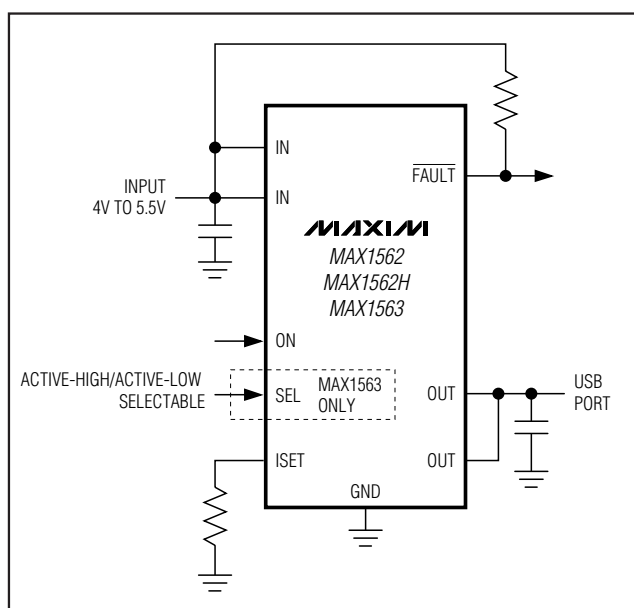 IN
FAULT
INPUT
4V TO 5.5V
IN
MAXIM
MAX1562
MAX1562H
MAX1563
ON
ACTIVE-HIGH/ACTIVE-LOW
SELECTABLE
SEL
MAX1563
ONLY
OUT
USB
PORT
ISET
OUT
GND